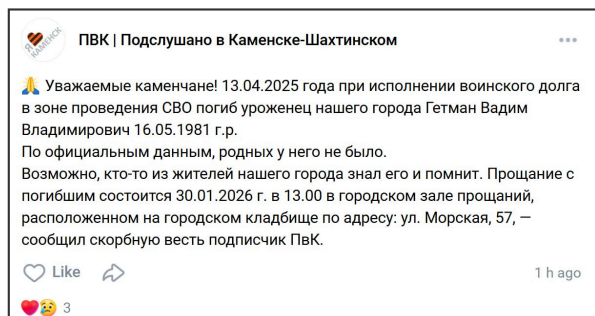 Я КАМЕНСК
ПВК | Подслушано в Каменске-Шахтинском
🙏 Уважаемые каменчане! 13.04.2025 года при исполнении воинского долга
в зоне проведения СВО погиб уроженец нашего города Гетман Вадим
Владимирович 16.05.1981 г.р.
По официальным данным, родных у него не было.
Возможно, кто-то из жителей нашего города знал его и помнит. Прощание с
погибшим состоится 30.01.2026 г. в 13.00 в городском зале прощаний,
расположенном на городском кладбище по адресу: ул. Морская, 57, —
сообщил скорбную весть подписчик ПвК.
Like
1 h ago
3